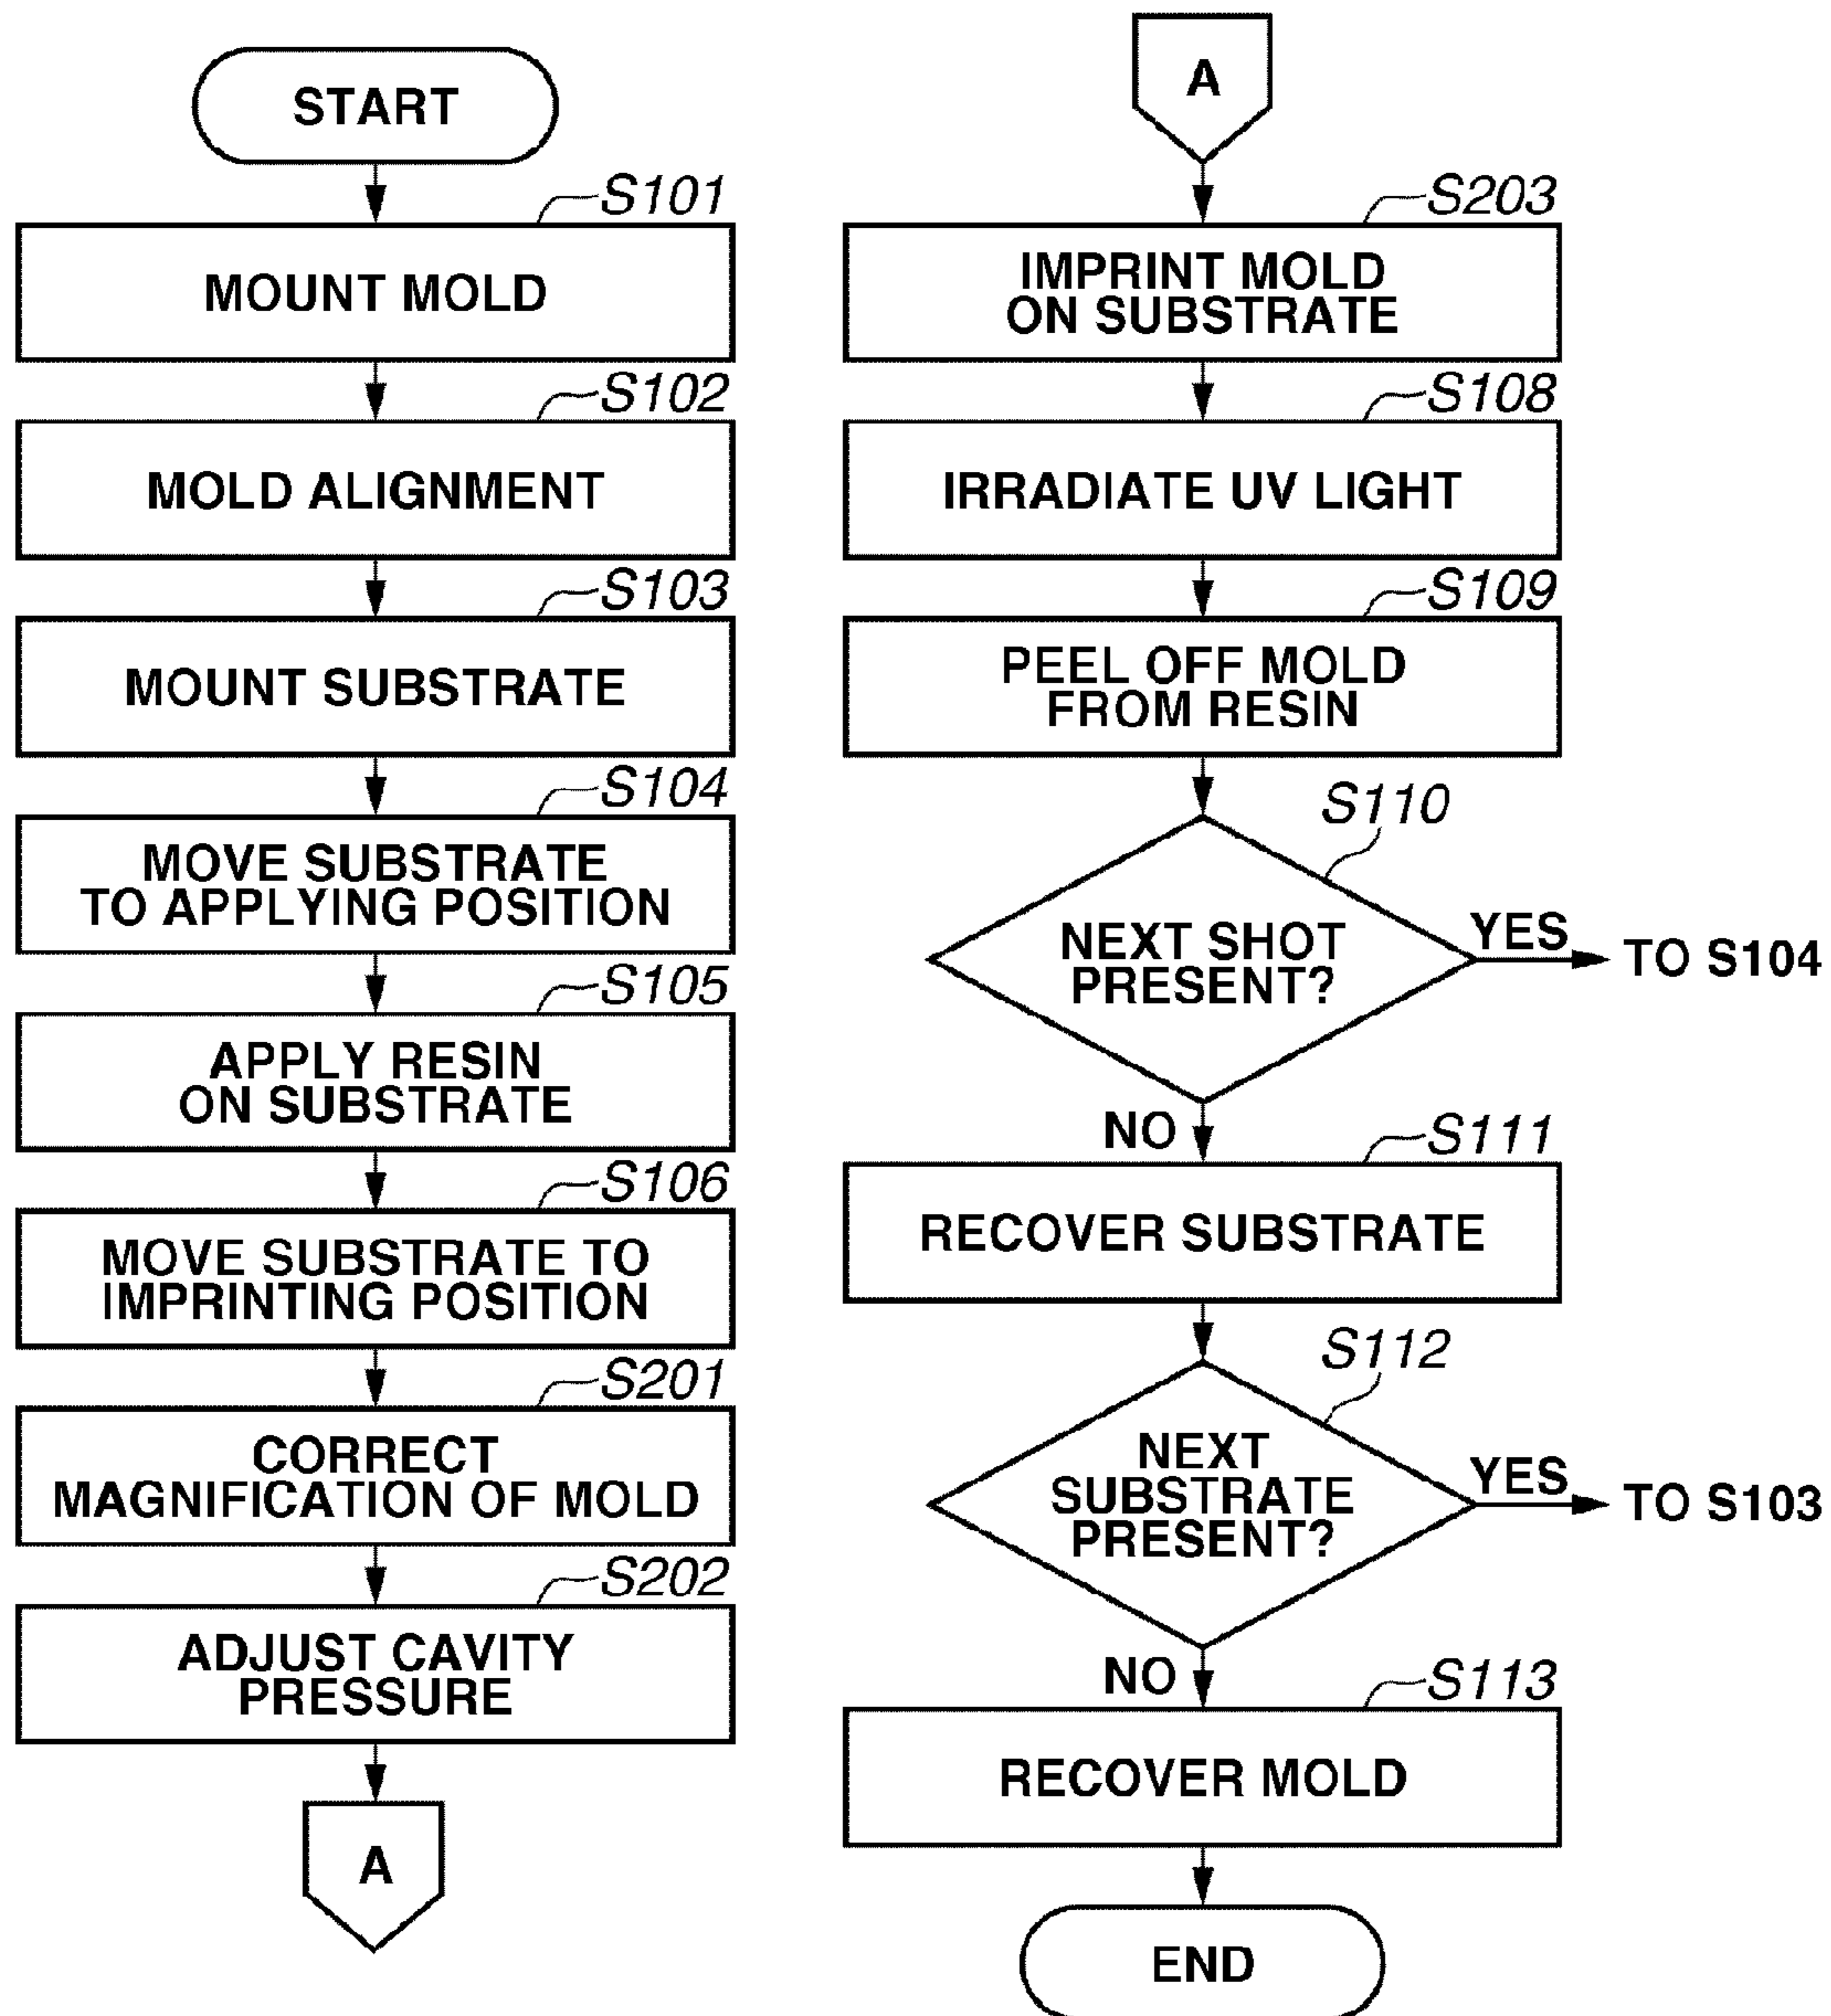 START
S101
MOUNT MOLD
S102
MOLD ALIGNMENT
S103
MOUNT SUBSTRATE
S104
MOVE SUBSTRATE
TO APPLYING POSITION
S105
APPLY RESIN
ON SUBSTRATE
S106
MOVE SUBSTRATE TO
IMPRINTING POSITION
S201
CORRECT
MAGNIFICATION OF MOLD
S202
ADJUST CAVITY
PRESSURE
A
A
S203
IMPRINT MOLD
ON SUBSTRATE
S108
IRRADIATE UV LIGHT
S109
PEEL OFF MOLD
FROM RESIN
S110
NEXT SHOT
PRESENT?
YES
TO S104
NO
S111
RECOVER SUBSTRATE
S112
NEXT
SUBSTRATE
PRESENT?
YES
TO S103
NO
S113
RECOVER MOLD
END